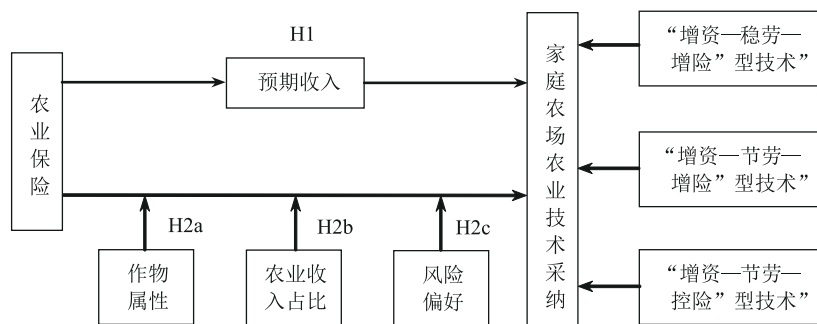 H1
农业保险
预期收入
H2a
H2b
H2c
作物
属性
农业收
入占比
风险
偏好
家庭农场农业技术采纳
“增资—稳劳—
增险”型技术”
“增资—节劳—
增险”型技术”
“增资—节劳—
控险”型技术”